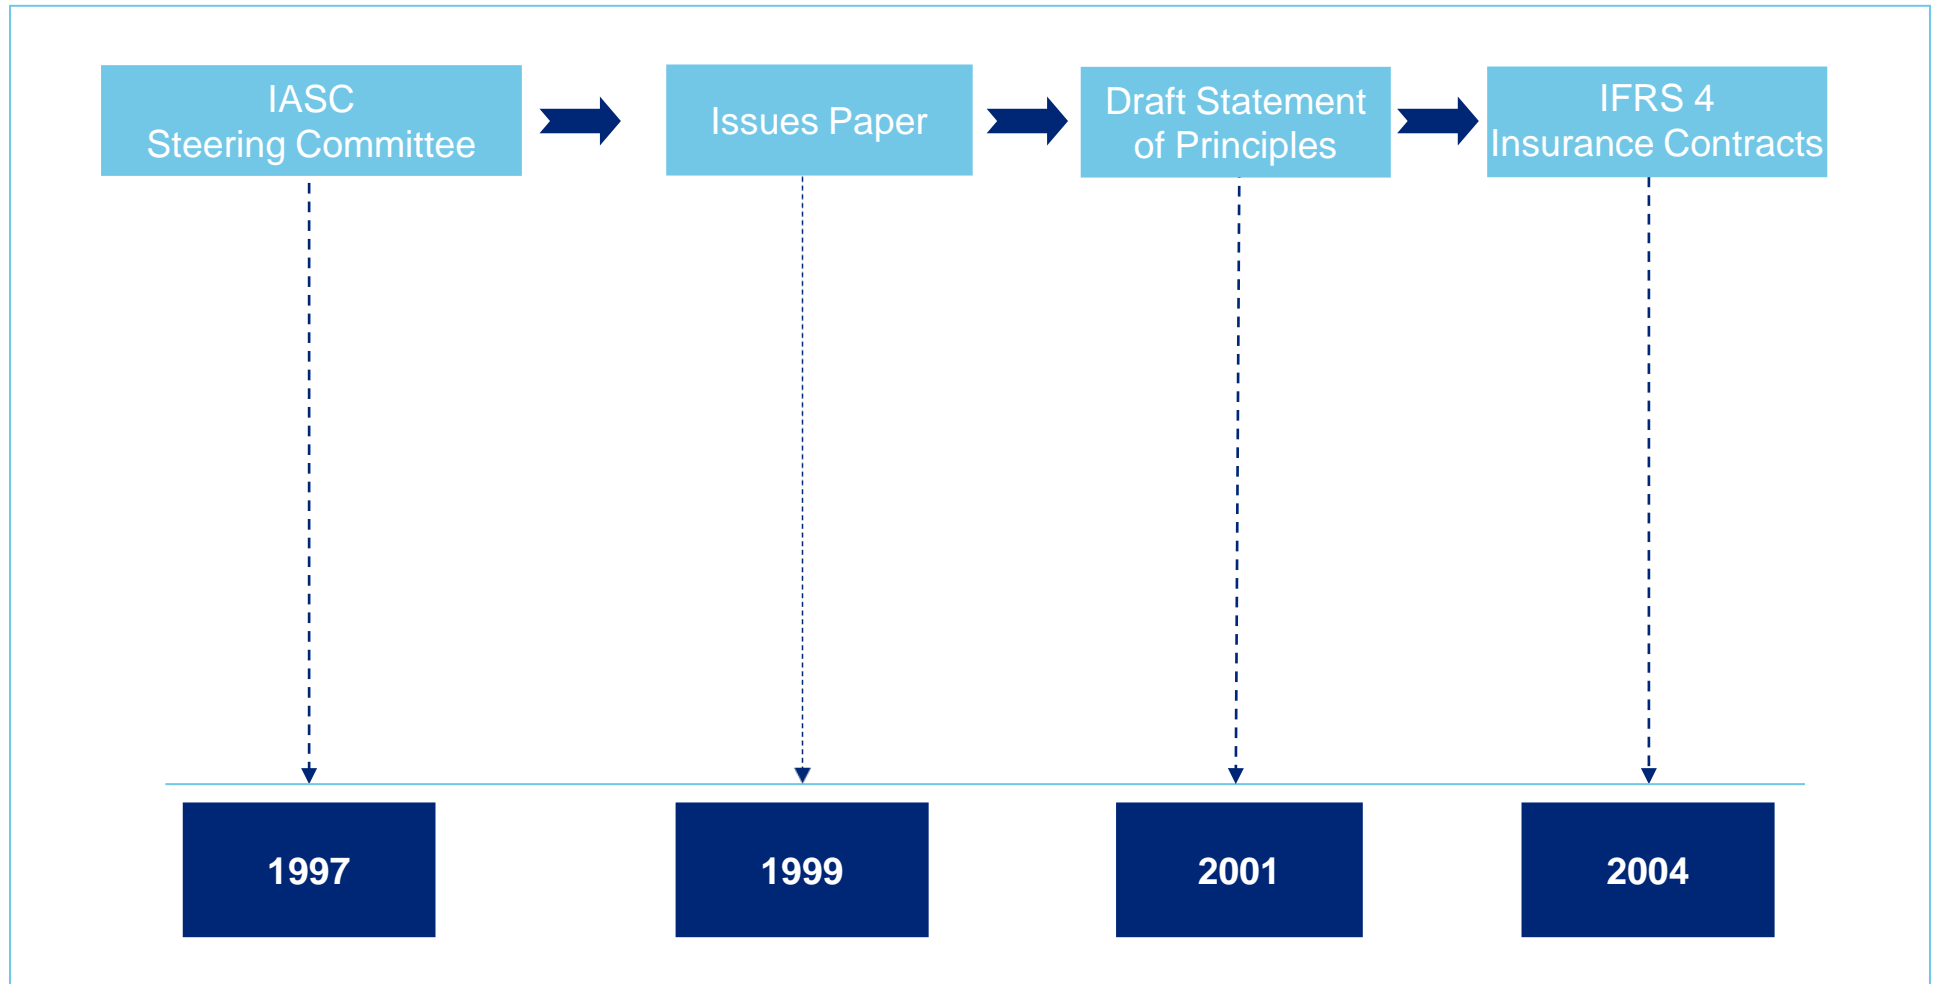 IASC
Steering Committee
Issues Paper
Draft Statement
of Principles
IFRS 4
Insurance Contracts
1997
1999
2001
2004